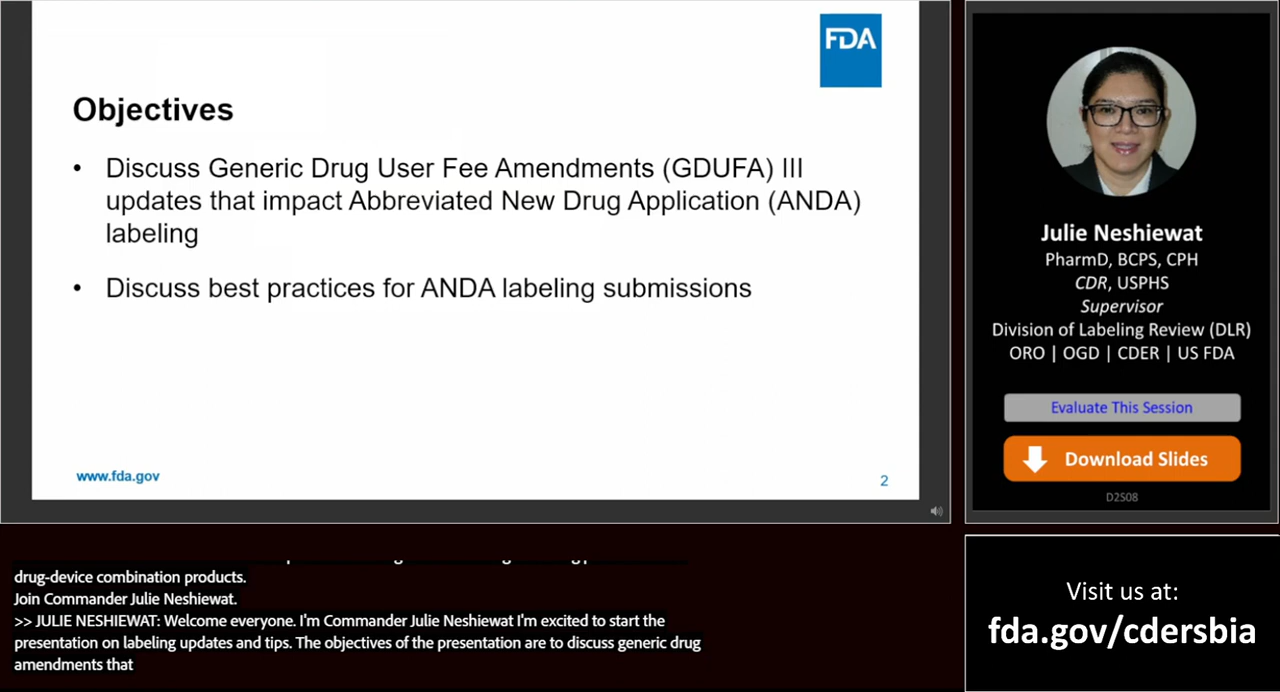 FDA
Objectives
• Discuss Generic Drug User Fee Amendments (GDUFA) III
updates that impact Abbreviated New Drug Application (ANDA)
labeling
• Discuss best practices for ANDA labeling submissions
www.fda.gov
2
Julie Neshiewat
PharmD, BCPS, CPH
CDR, USPHS
Supervisor
Division of Labeling Review (DLR)
ORO | OGD | CDER | US FDA
Evaluate This Session
Download Slides
D2S08
drug-device combination products.
Join Commander Julie Neshiewat.
>> JULIE NESHIEWAT: Welcome everyone. I'm Commander Julie Neshiewat I'm excited to start the
presentation on labeling updates and tips. The objectives of the presentation are to discuss generic drug
amendments that
Visit us at:
fda.gov/cdersbia